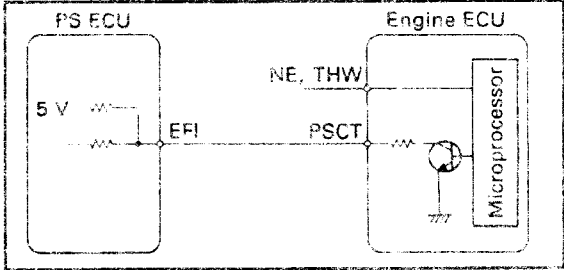 PS ECU
Engine ECU
NE, THW
5 V
EFI
PSCT
Microprocessor